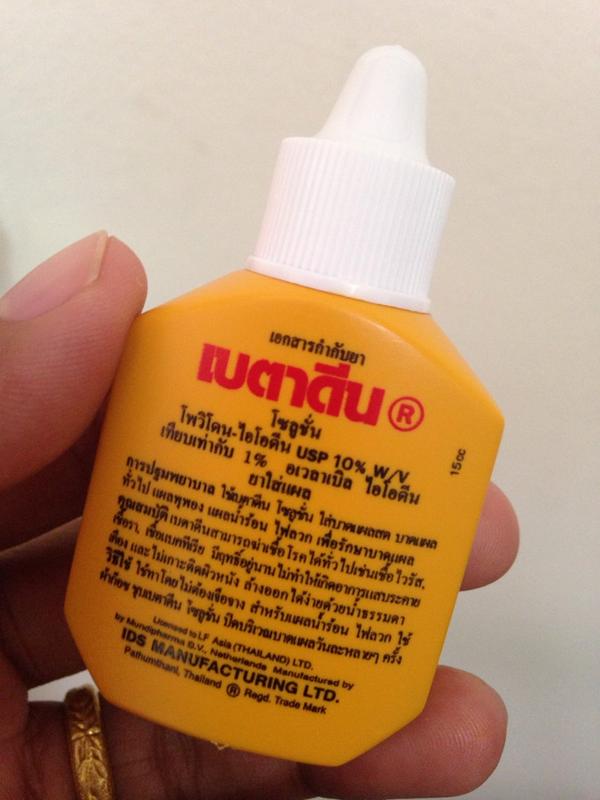 เอกสารกำกับยา
เบตาดีน ®
โซลูชั่น
โพวิโดน-ไอโอดีน USP 10% W/V
เทียบเท่ากับ 1% อเวลาเบิล ไอโอดีน
ยาใส่แผล
15cc
การปฐมพยาบาล ใช้เบตาดีน โซลูชั่น ใส่บาดแผลสด บาดแผล
ทั่วไป แผลพุพอง แผลน้ำร้อน ไฟลวก เพื่อรักษาบาดแผล
คุณสมบัติ เบตาดีนสามารถฆ่าเชื้อโรคได้ทั่วไปเช่นเชื้อไวรัส,
เชื้อรา, เชื้อแบคทีเรีย มีฤทธิ์อยู่นานไม่ทำให้เกิดอาการแสบระคาย
เคือง และไม่เกาะติดผิวหนัง ล้างออกได้ง่ายด้วยน้ำธรรมดา
วิธีใช้ ใช้ทาโดยไม่ต้องเจือจาง สำหรับแผลน้ำร้อน ไฟลวก ใช้
ผ้าก๊อซ ชุบเบตาดีน โซลูชั่น ปิดบริเวณบาดแผลวันละหลายๆ ครั้ง
Licensed to LF Asia (THAILAND) LTD.
by Mundipharma B.V., Netherlands Manufactured by
IDS MANUFACTURING LTD.
Pathumthani, Thailand ® Regd. Trade Mark